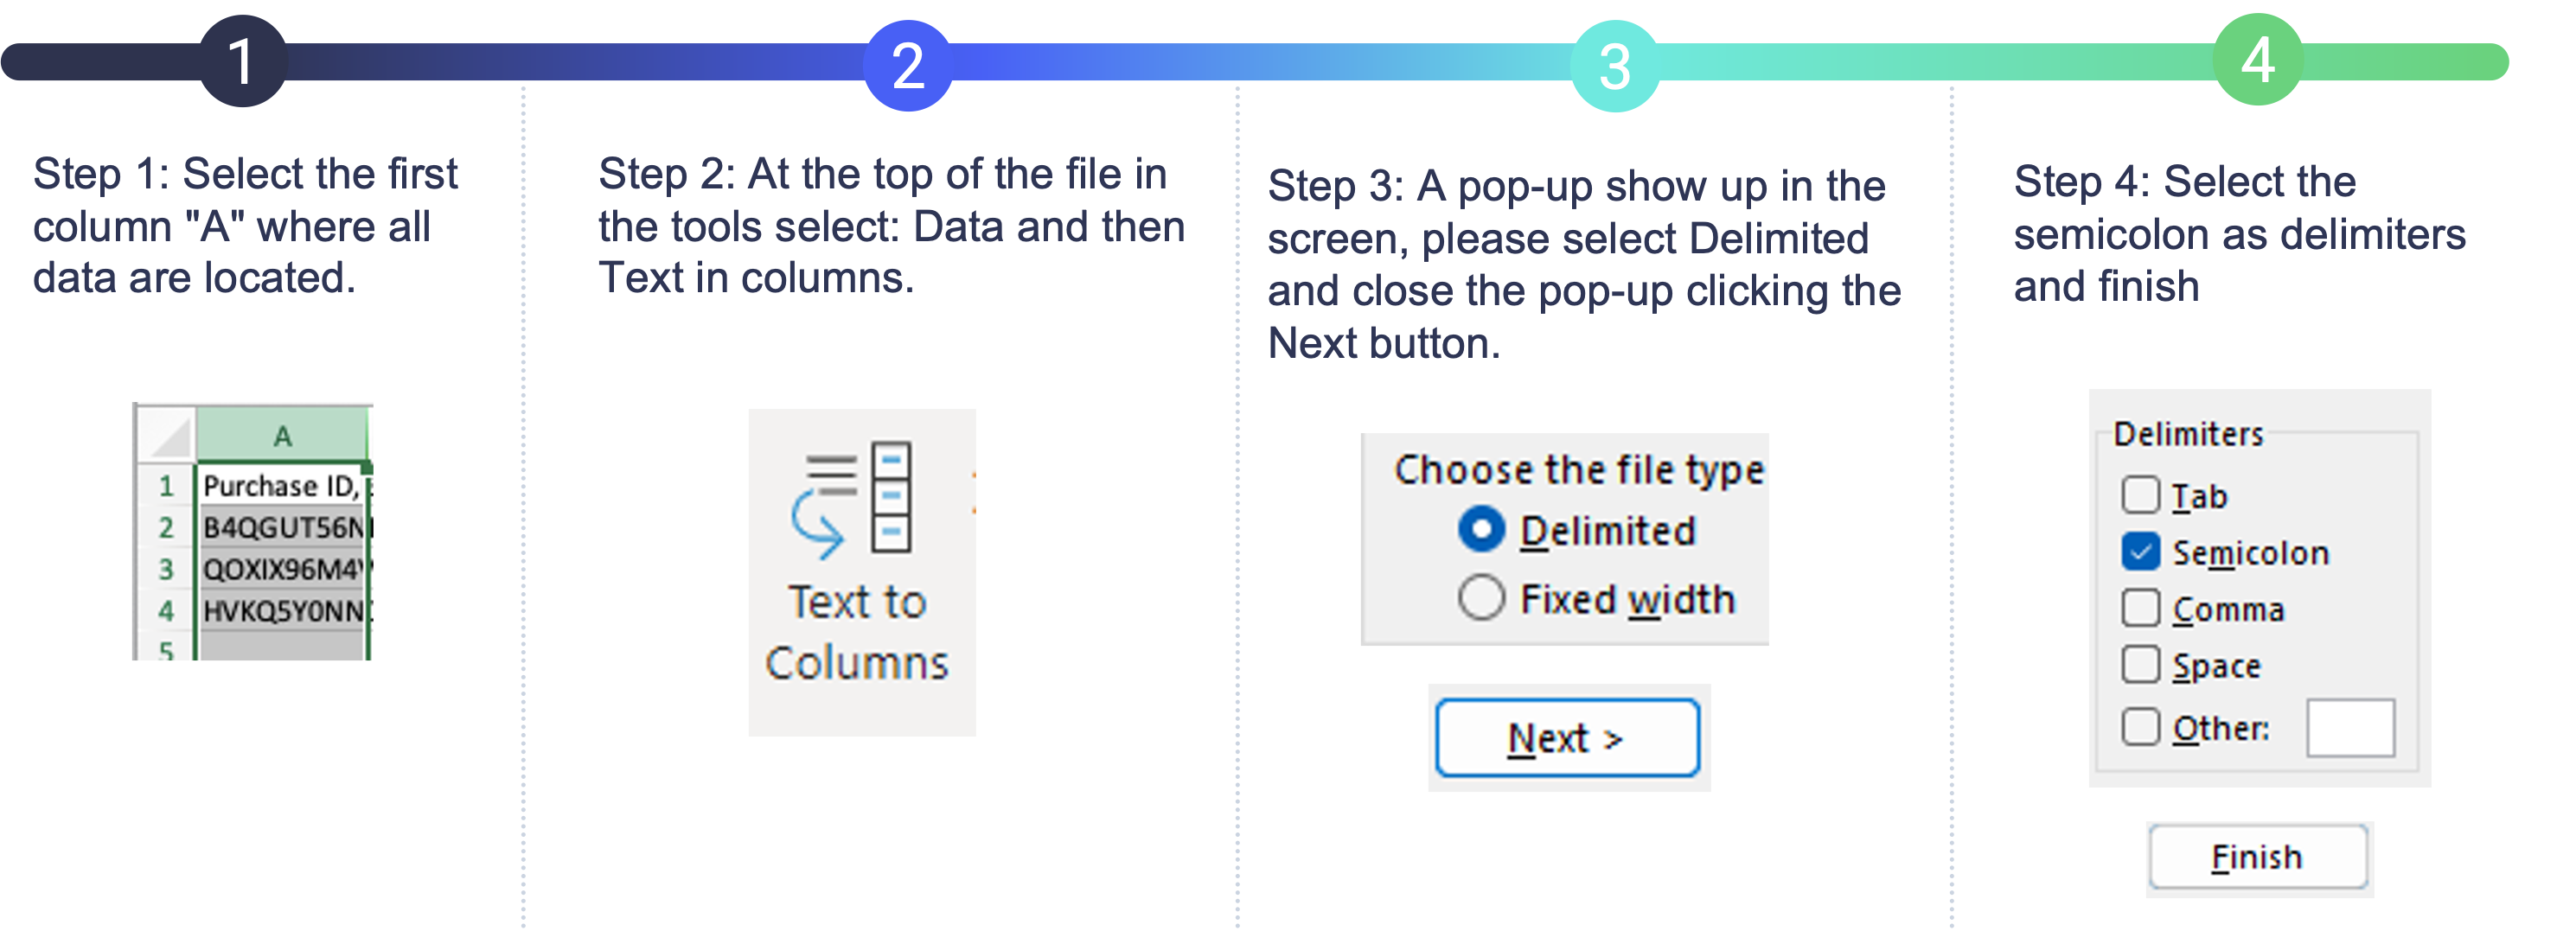 1
2
3
4
Step 1: Select the first
column "A" where all
data are located.
Step 2: At the top of the file in
the tools select: Data and then
Text in columns.
Step 3: A pop-up show up in the
screen, please select Delimited
and close the pop-up clicking the
Next button.
Step 4: Select the
semicolon as delimiters
and finish
A
1 Purchase ID,
2 B4QGUT56N
3 QOXIX96M4
4 HVKQ5Y0NN
5
Text to
Columns
Choose the file type
Delimited
Fixed width
Next >
Delimiters
Tab
Semicolon
Comma
Space
Other:
Finish